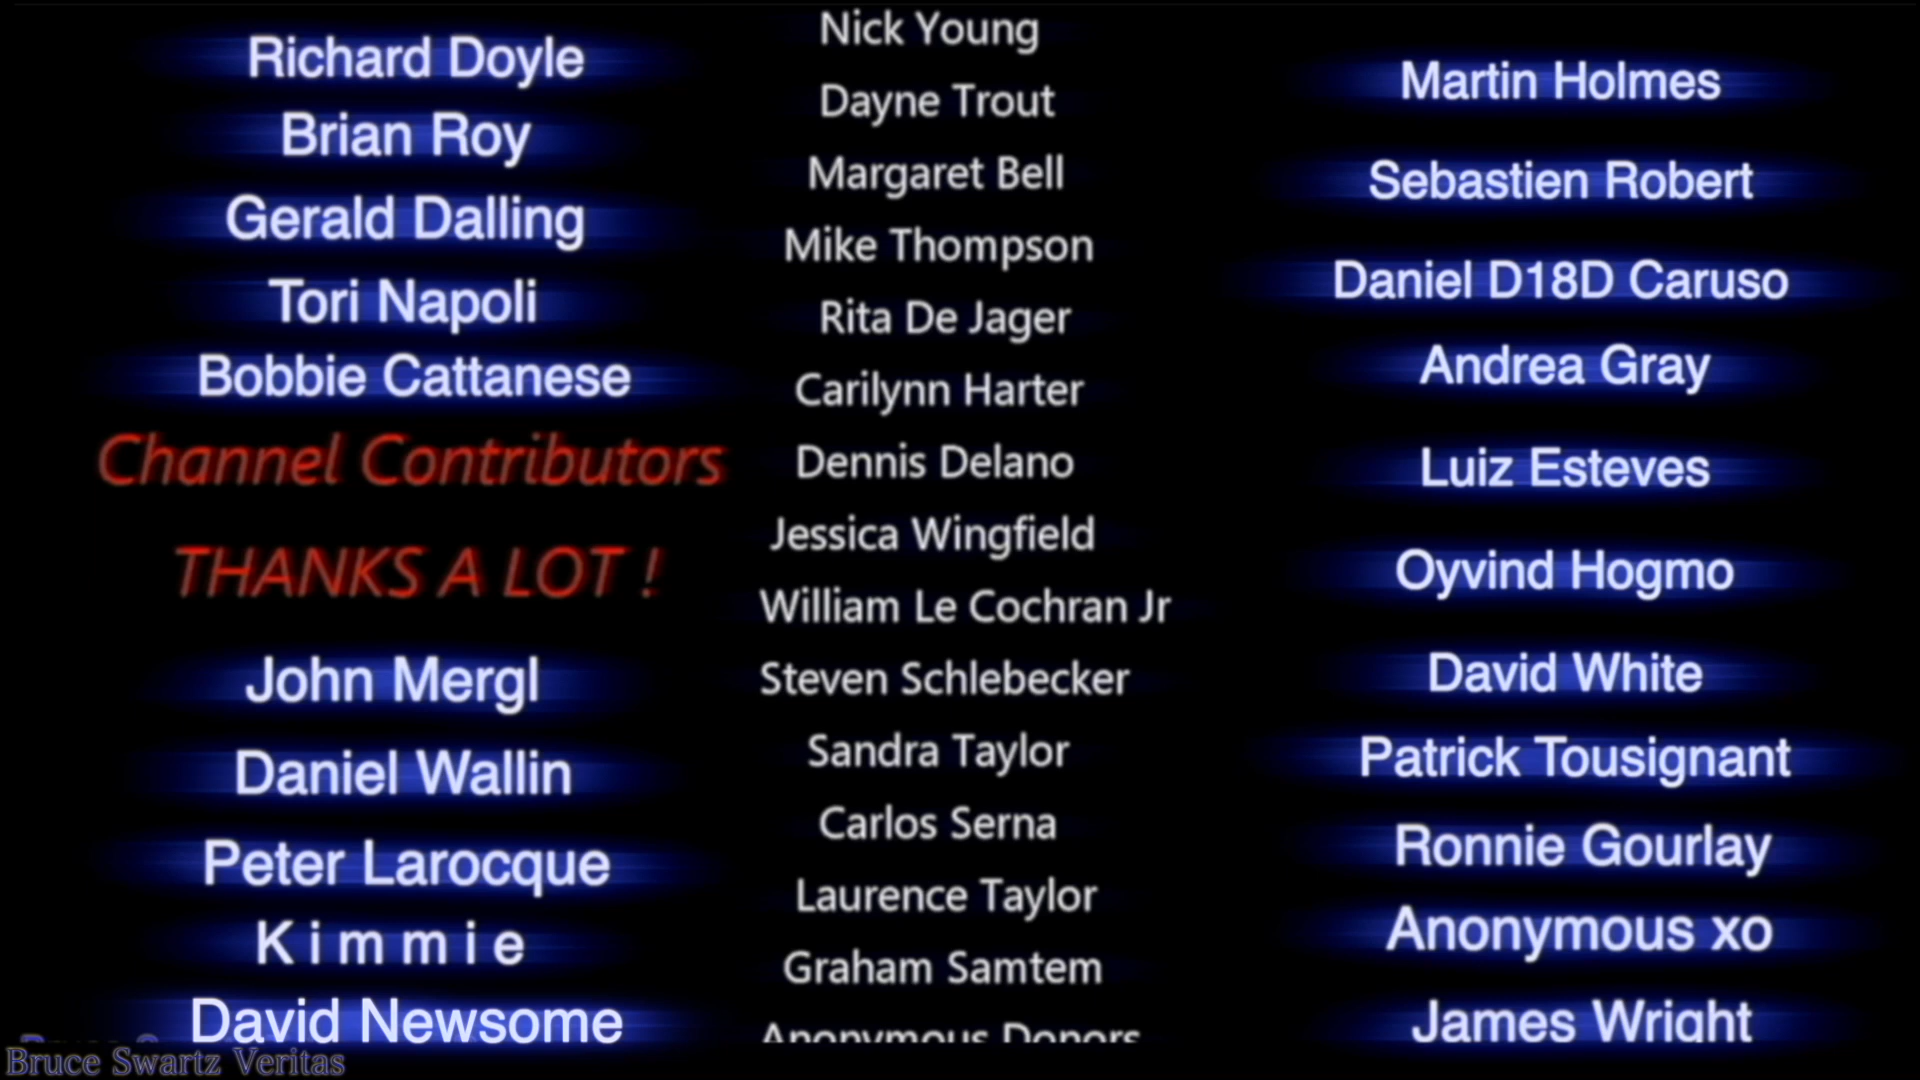 Richard Doyle
Brian Roy
Gerald Dalling
Tori Napoli
Bobbie Cattanese
Channel Contributors
THANKS A LOT !
John Mergl
Daniel Wallin
Peter Larocque
K i m m i e
David Newsome
Bruce Swartz Veritas
Nick Young
Dayne Trout
Margaret Bell
Mike Thompson
Rita De Jager
Carilynn Harter
Dennis Delano
Jessica Wingfield
William Le Cochran Jr
Steven Schlebecker
Sandra Taylor
Carlos Serna
Laurence Taylor
Graham Samtem
Anonymous Donors
Martin Holmes
Sebastien Robert
Daniel D18D Caruso
Andrea Gray
Luiz Esteves
Oyvind Hogmo
David White
Patrick Tousignant
Ronnie Gourlay
Anonymous xo
James Wright